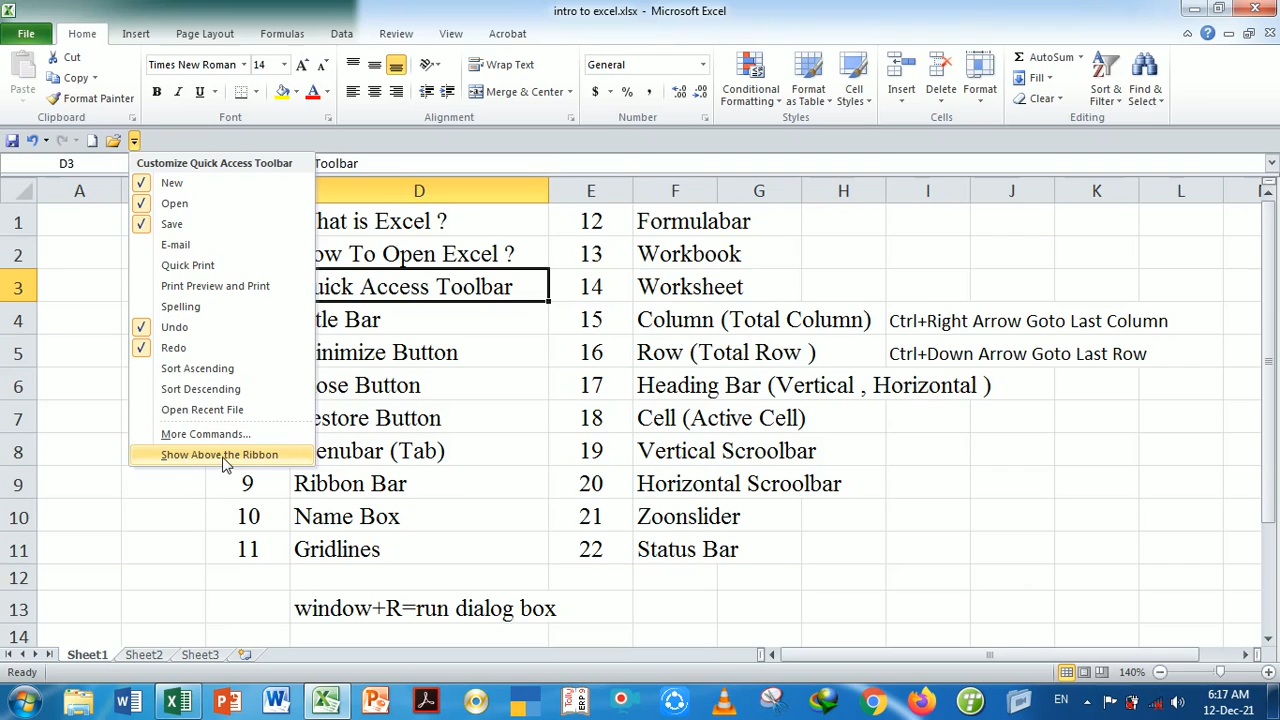 intro to excel.xlsx - Microsoft Excel
File Home Insert Page Layout Formulas Data Review View Acrobat
Paste Cut Copy Format Painter
Times New Roman 14
B I U A
Wrap Text
Merge & Center
General
$ % ,
Conditional Formatting Format as Table Cell Styles
Insert Delete Format
AutoSum Fill Clear
Sort & Filter Find & Select
Clipboard Font Alignment Number Styles Cells Editing
D3 Toolbar
Customize Quick Access Toolbar
New
Open
Save
E-mail
Quick Print
Print Preview and Print
Spelling
Undo
Redo
Sort Ascending
Sort Descending
Open Recent File
More Commands...
Show Above the Ribbon
A D E F G H I J K L
1 hat is Excel ? 12 Formulabar
2 ow To Open Excel ? 13 Workbook
3 uick Access Toolbar 14 Worksheet
4 tle Bar 15 Column (Total Column) Ctrl+Right Arrow Goto Last Column
5 inimize Button 16 Row (Total Row ) Ctrl+Down Arrow Goto Last Row
6 ose Button 17 Heading Bar (Vertical , Horizontal )
7 estore Button 18 Cell (Active Cell)
8 enubar (Tab) 19 Vertical Scroolbar
9 9 Ribbon Bar 20 Horizontal Scroolbar
10 10 Name Box 21 Zoonslider
11 11 Gridlines 22 Status Bar
12
13 window+R=run dialog box
14
Sheet1 Sheet2 Sheet3
Ready 140%
EN 6:17 AM
12-Dec-21